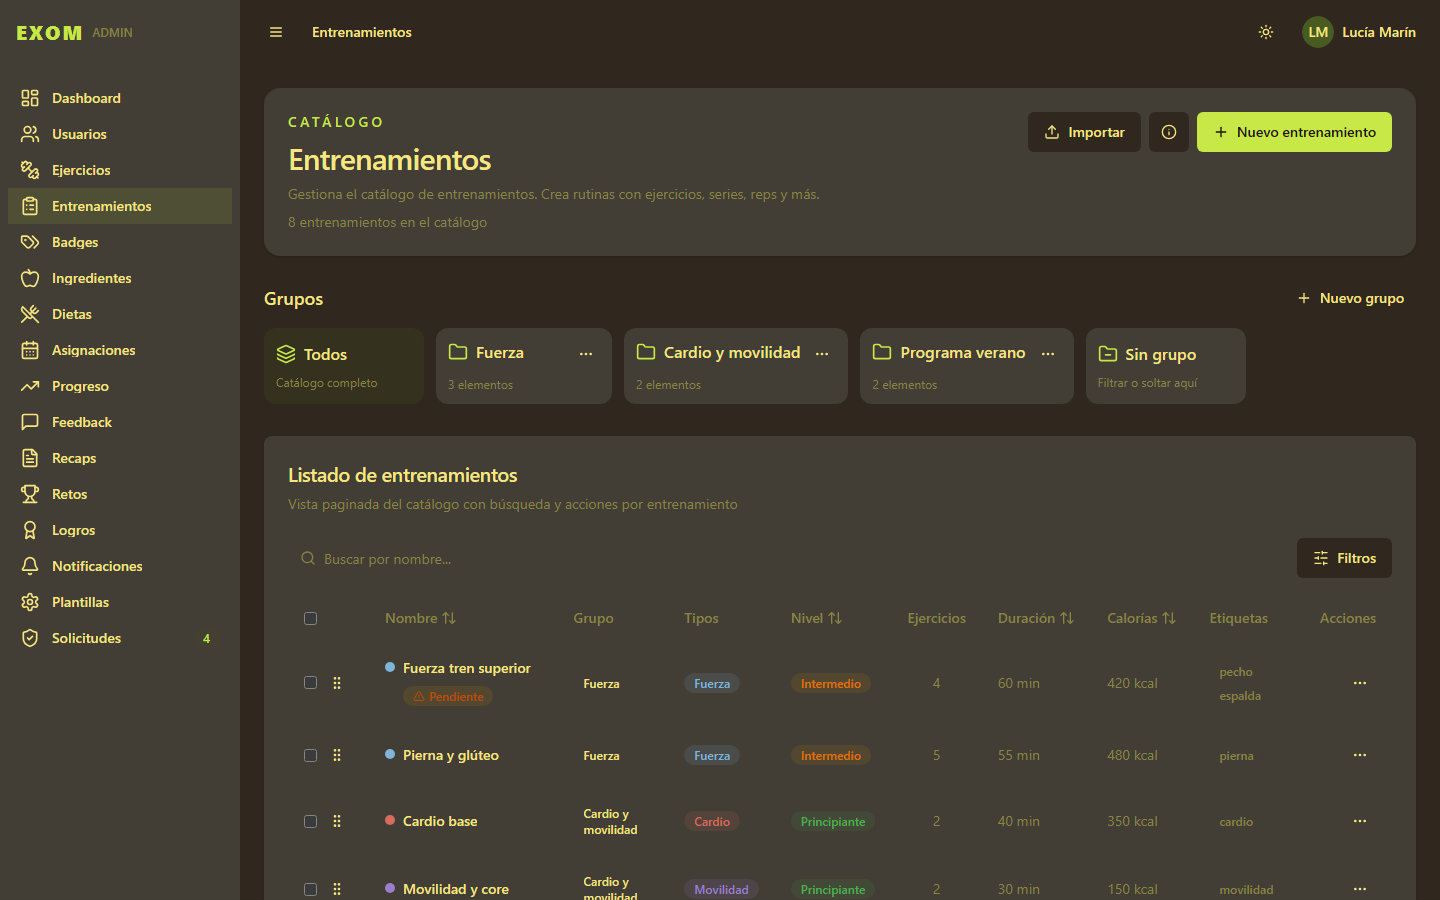 EXOM ADMIN
Entrenamientos
LM Lucía Marín
Dashboard
Usuarios
Ejercicios
Entrenamientos
Badges
Ingredientes
Dietas
Asignaciones
Progreso
Feedback
Recaps
Retos
Logros
Notificaciones
Plantillas
Solicitudes 4
CATÁLOGO
Entrenamientos
Gestiona el catálogo de entrenamientos. Crea rutinas con ejercicios, series, reps y más.
8 entrenamientos en el catálogo
Importar
Nuevo entrenamiento
Grupos
Nuevo grupo
Todos
Catálogo completo
Fuerza
3 elementos
Cardio y movilidad
2 elementos
Programa verano
2 elementos
Sin grupo
Filtrar o soltar aquí
Listado de entrenamientos
Vista paginada del catálogo con búsqueda y acciones por entrenamiento
Buscar por nombre...
Filtros
Nombre Grupo Tipos Nivel Ejercicios Duración Calorías Etiquetas Acciones
Fuerza tren superior
Pendiente
Fuerza Fuerza Intermedio 4 60 min 420 kcal
pecho
espalda
Pierna y glúteo Fuerza Fuerza Intermedio 5 55 min 480 kcal pierna
Cardio base
Cardio y
movilidad
Cardio Principiante 2 40 min 350 kcal cardio
Movilidad y core
Cardio y
movilidad
Movilidad Principiante 2 30 min 150 kcal movilidad